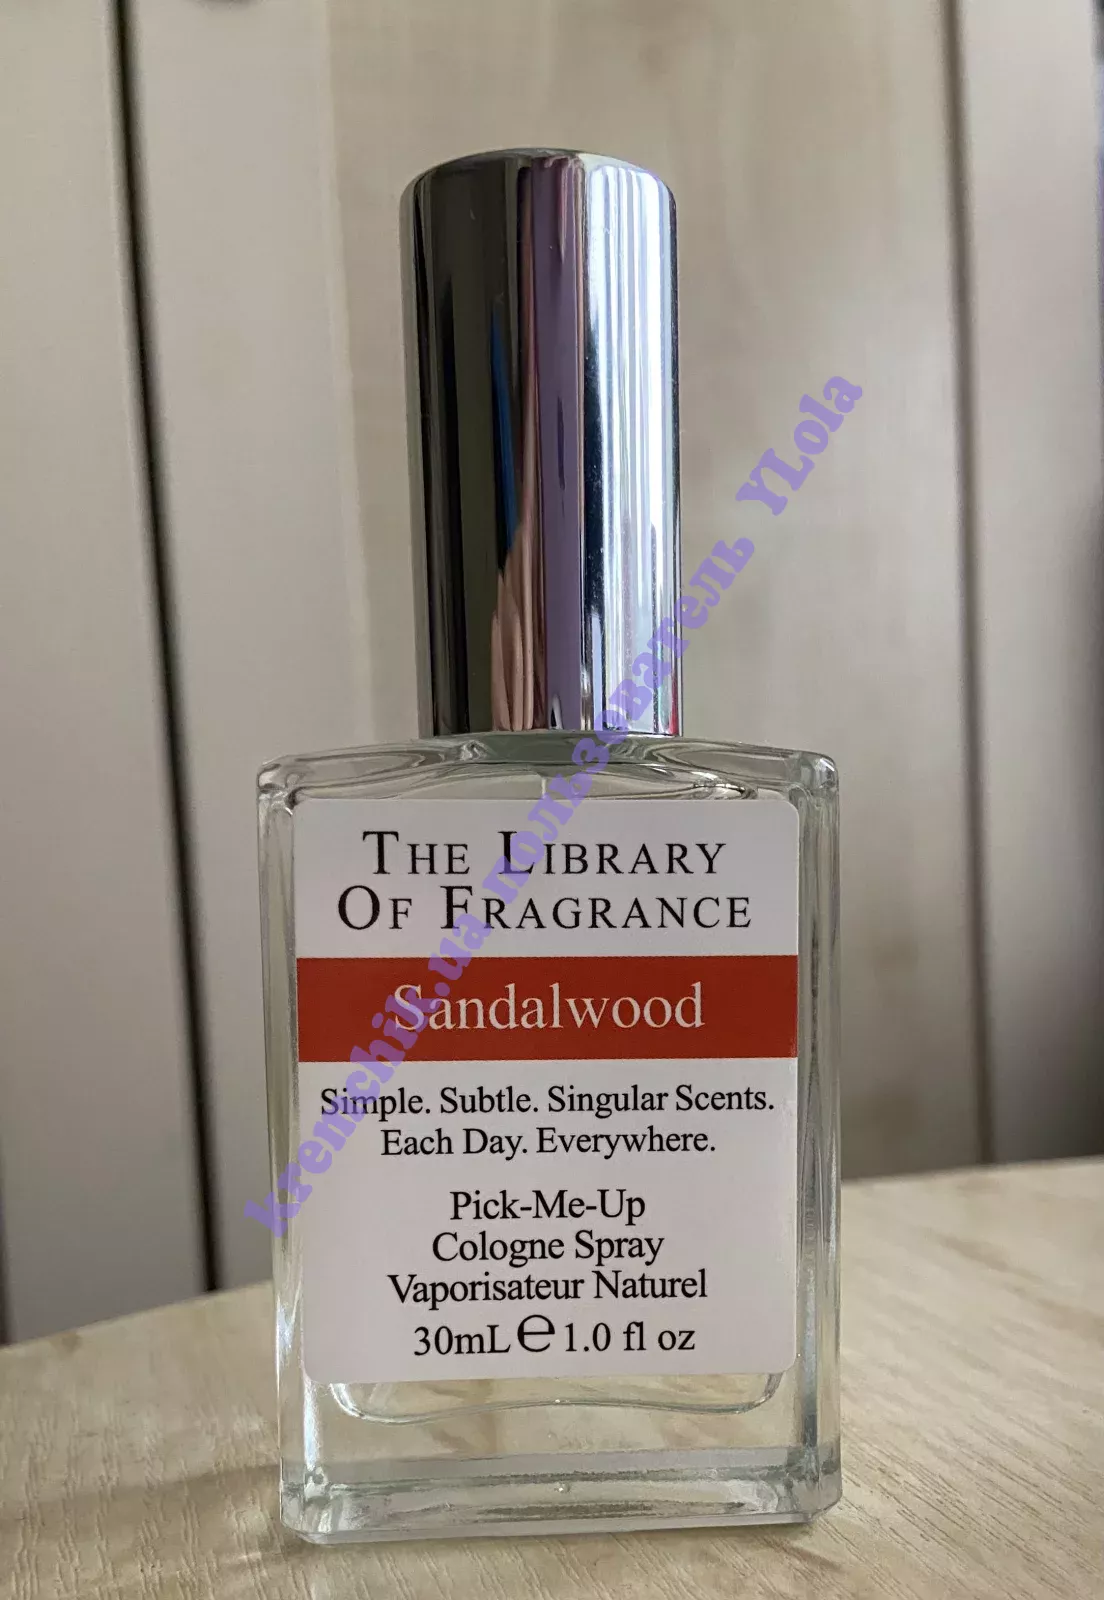 THE LIBRARY
OF FRAGRANCE
Sandalwood
Simple. Subtle. Singular Scents.
Each Day. Everywhere.
Pick-Me-Up
Cologne Spray
Vaporisateur Naturel
30mL℮1.0 fl oz
kremchik.ua пользователь YLola